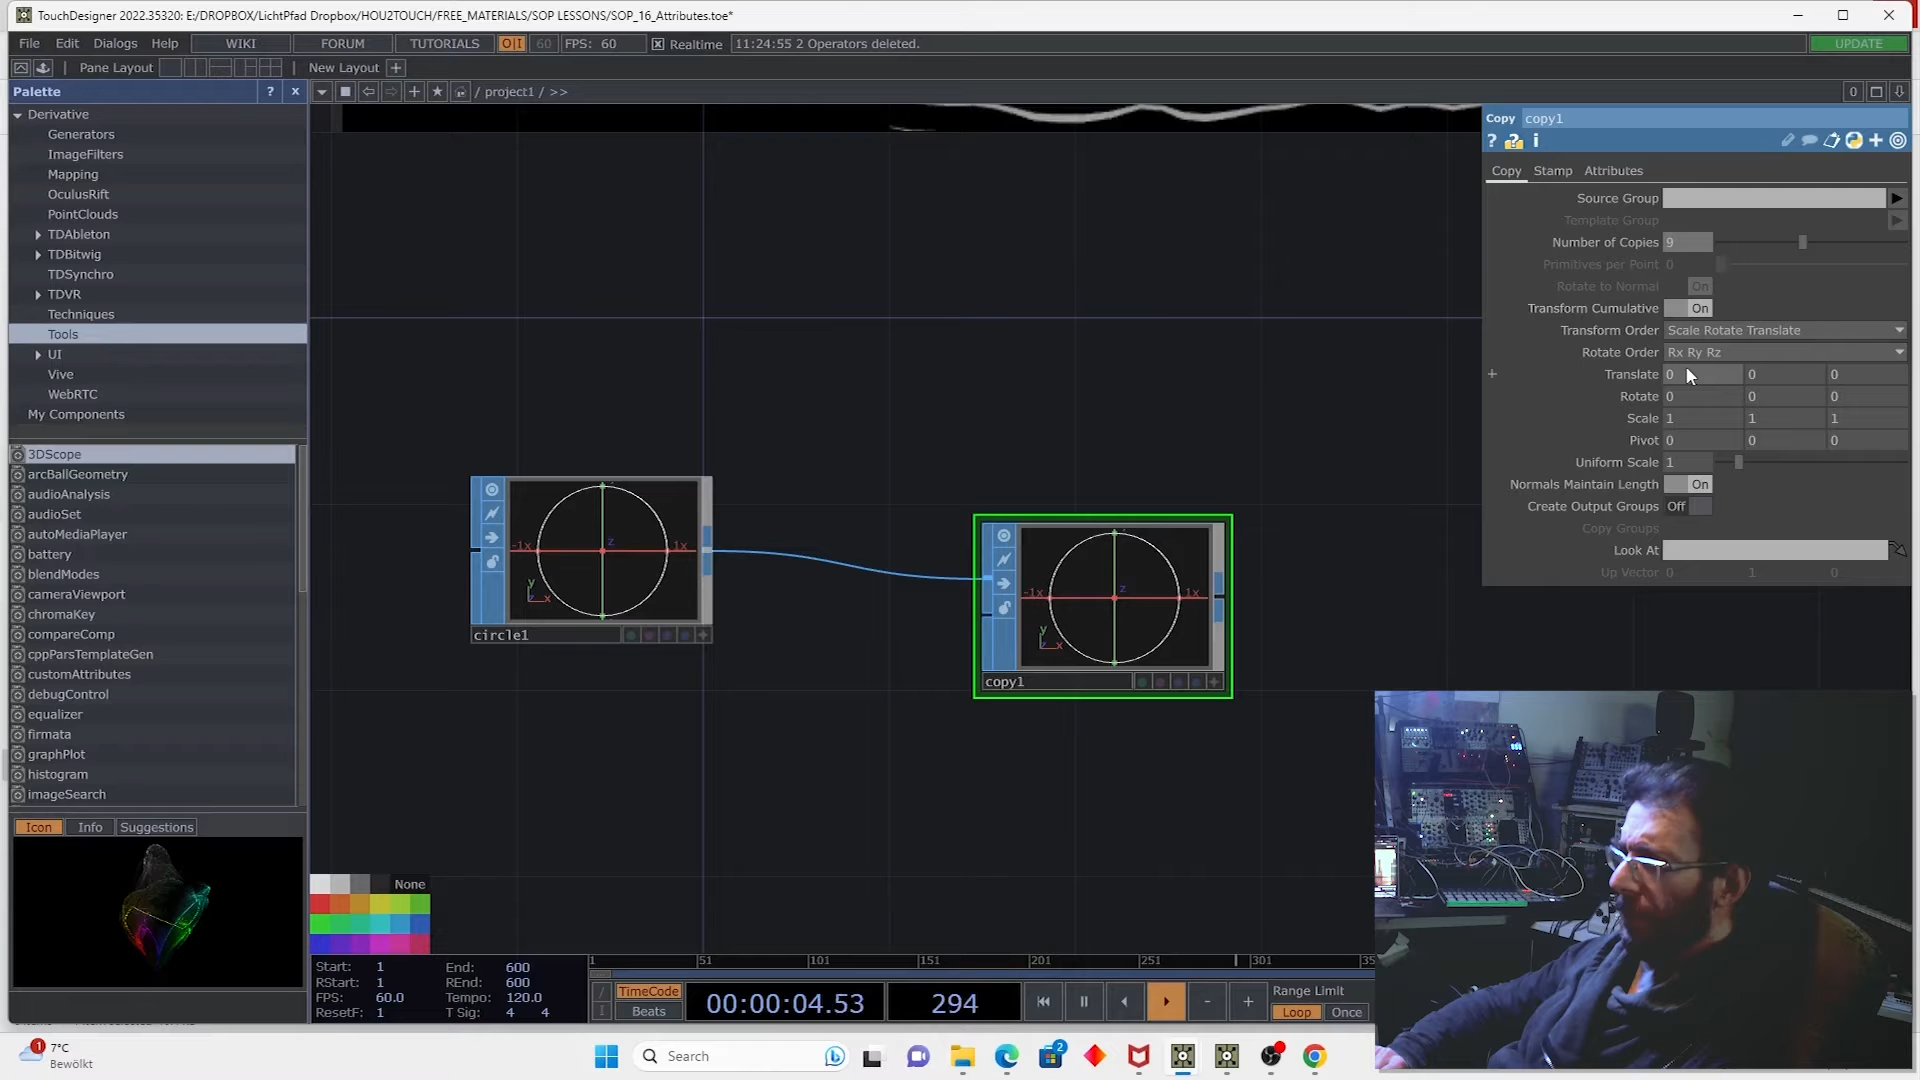 TouchDesigner 2022.35320: E:/DROPBOX/LichtPfad Dropbox/HOU2TOUCH/FREE_MATERIALS/SOP LESSONS/SOP_16_Attributes.toe*
File Edit Dialogs Help WIKI FORUM TUTORIALS O|I 60 FPS: 60 Realtime 11:24:55 2 Operators deleted. UPDATE
Pane Layout New Layout +
Palette ? x / project1 / >> 0
Derivative
Generators
ImageFilters
Mapping
OculusRift
PointClouds
TDAbleton
TDBitwig
TDSynchro
TDVR
Techniques
Tools
UI
Vive
WebRTC
My Components
3DScope
arcBallGeometry
audioAnalysis
audioSet
autoMediaPlayer
battery
blendModes
cameraViewport
chromaKey
compareComp
cppParsTemplateGen
customAttributes
debugControl
equalizer
firmata
graphPlot
histogram
imageSearch
Icon Info Suggestions
-1x z 1x
y
x
circle1
-1x z 1x
y
x
copy1
Copy copy1
? ? i
Copy Stamp Attributes
Source Group
Template Group
Number of Copies 9
Primitives per Point 0
Rotate to Normal On
Transform Cumulative On
Transform Order Scale Rotate Translate
Rotate Order Rx Ry Rz
+ Translate 0 0 0
Rotate 0 0 0
Scale 1 1 1
Pivot 0 0 0
Uniform Scale 1
Normals Maintain Length On
Create Output Groups Off
Copy Groups
Look At
Up Vector 0 1 0
None
Start: 1 End: 600
RStart: 1 REnd: 600
FPS: 60.0 Tempo: 120.0
ResetF: 1 T Sig: 4 4
1 51 101 151 201 251 301 35
TimeCode
Beats
00:00:04.53 294 - +
Range Limit
Loop Once
1 7°C
Bewölkt
Search
2